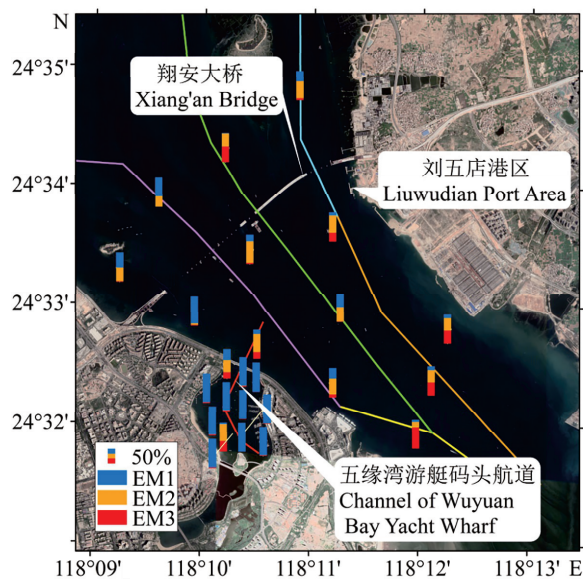 N
24°35'
24°34'
24°33'
24°32'
翔安大桥
Xiang'an Bridge
刘五店港区
Liuwudian Port Area
五缘湾游艇码头航道
Channel of Wuyuan
Bay Yacht Wharf
50%
EM1
EM2
EM3
118°09'
118°10'
118°11'
118°12'
118°13'
E